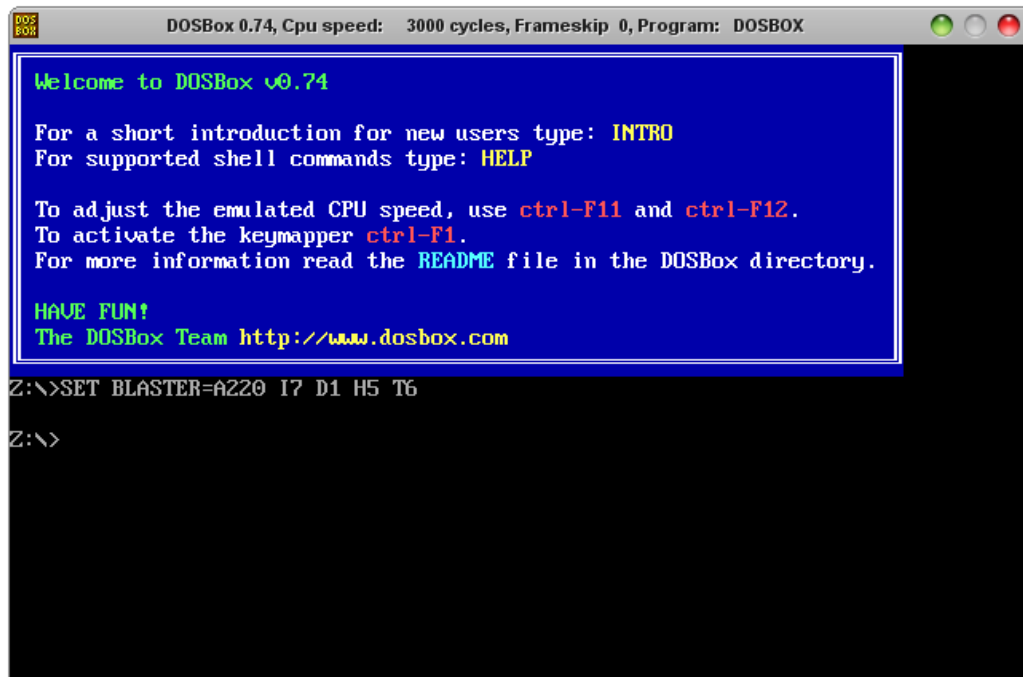 DOS
BOX
DOSBox 0.74, Cpu speed: 3000 cycles, Frameskip 0, Program: DOSBOX
Welcome to DOSBox v0.74
For a short introduction for new users type: INTRO
For supported shell commands type: HELP
To adjust the emulated CPU speed, use ctrl-F11 and ctrl-F12.
To activate the keymapper ctrl-F1.
For more information read the README file in the DOSBox directory.
HAVE FUN!
The DOSBox Team http://www.dosbox.com
Z:\>SET BLASTER=A220 I7 D1 H5 T6
Z:\>